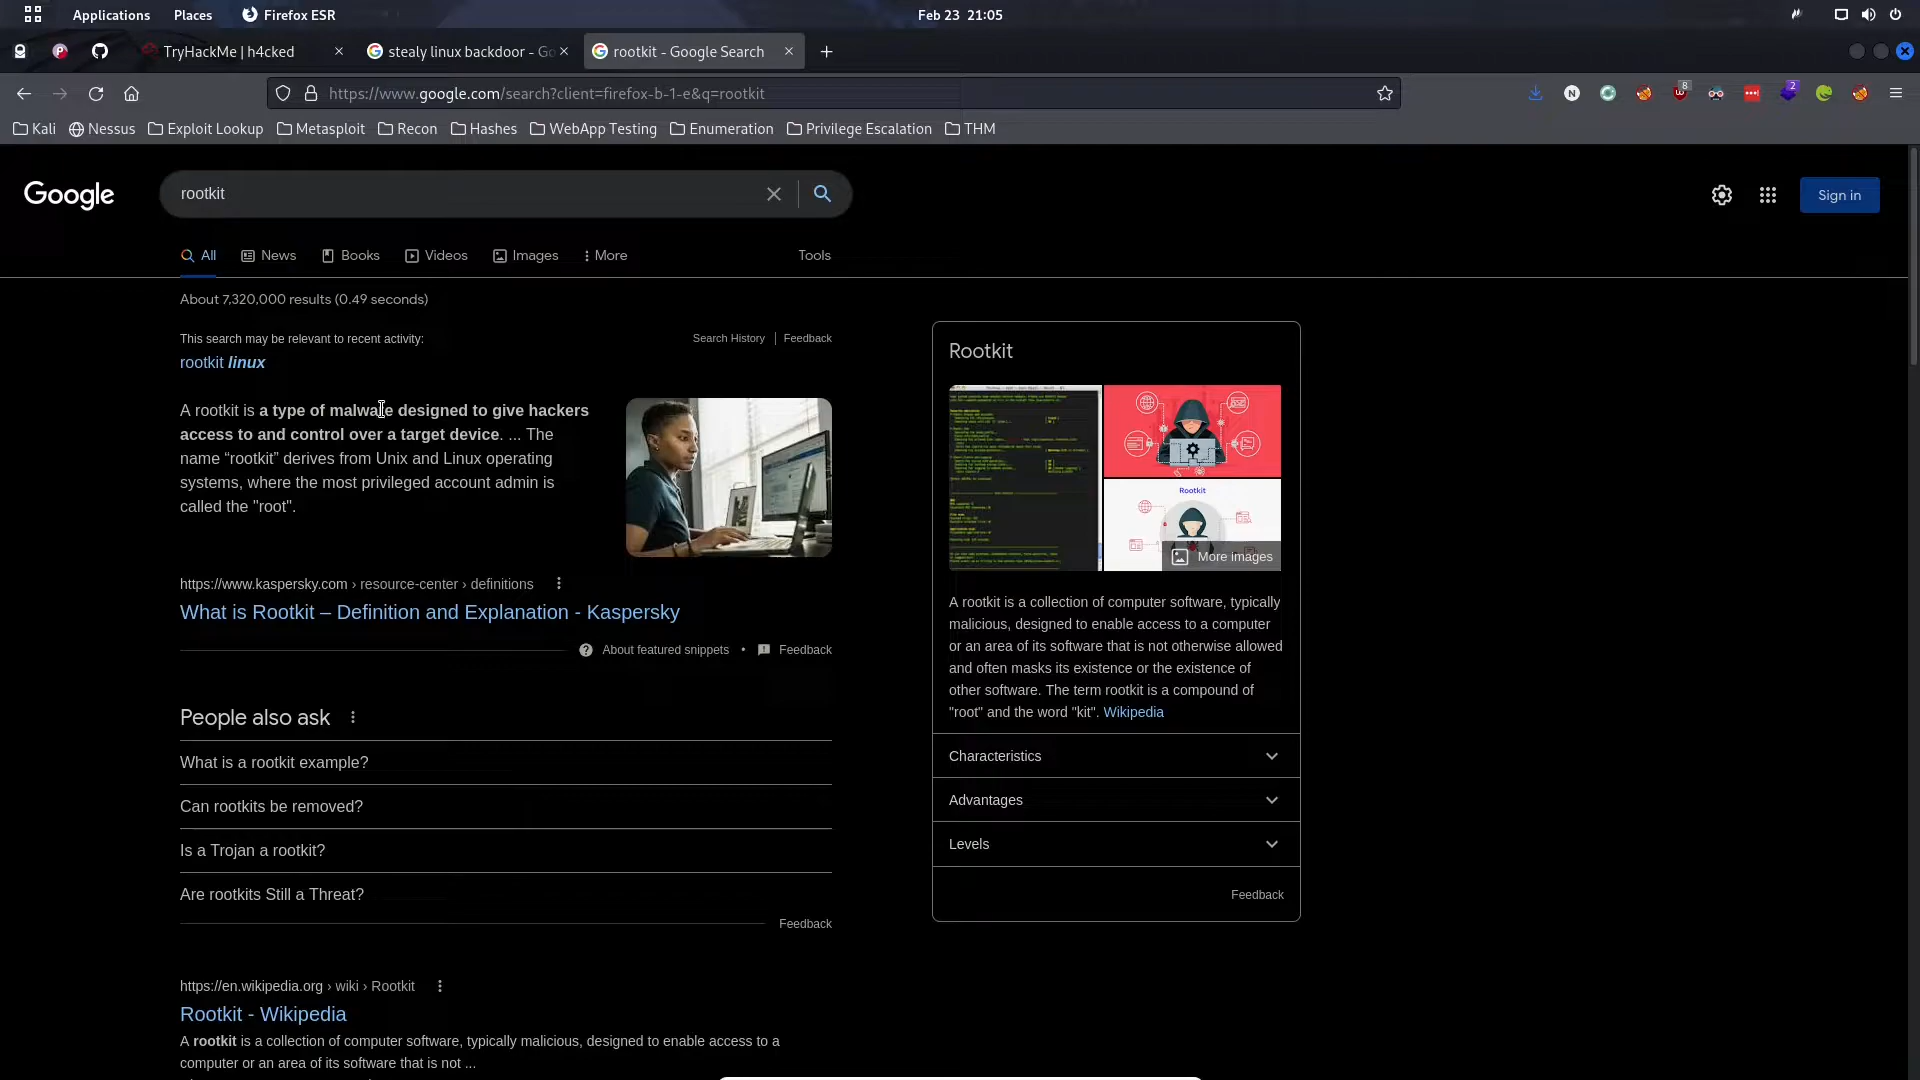 Applications Places Firefox ESR Feb 23 21:05
TryHackMe | h4cked stealy linux backdoor - Go rootkit - Google Search
https://www.google.com/search?client=firefox-b-1-e&q=rootkit 8 2
Kali Nessus Exploit Lookup Metasploit Recon Hashes WebApp Testing Enumeration Privilege Escalation THM
Google rootkit Sign in
All News Books Videos Images More Tools
About 7,320,000 results (0.49 seconds)
This search may be relevant to recent activity: Search History Feedback
rootkit linux
A rootkit is a type of malware designed to give hackers
access to and control over a target device. ... The
name “rootkit” derives from Unix and Linux operating
systems, where the most privileged account admin is
called the "root".
https://www.kaspersky.com › resource-center › definitions
What is Rootkit – Definition and Explanation - Kaspersky
About featured snippets • Feedback
People also ask
What is a rootkit example?
Can rootkits be removed?
Is a Trojan a rootkit?
Are rootkits Still a Threat?
Feedback
https://en.wikipedia.org › wiki › Rootkit
Rootkit - Wikipedia
A rootkit is a collection of computer software, typically malicious, designed to enable access to a
computer or an area of its software that is not ...
Rootkit
Rootkit
More images
A rootkit is a collection of computer software, typically
malicious, designed to enable access to a computer
or an area of its software that is not otherwise allowed
and often masks its existence or the existence of
other software. The term rootkit is a compound of
"root" and the word "kit". Wikipedia
Characteristics
Advantages
Levels
Feedback